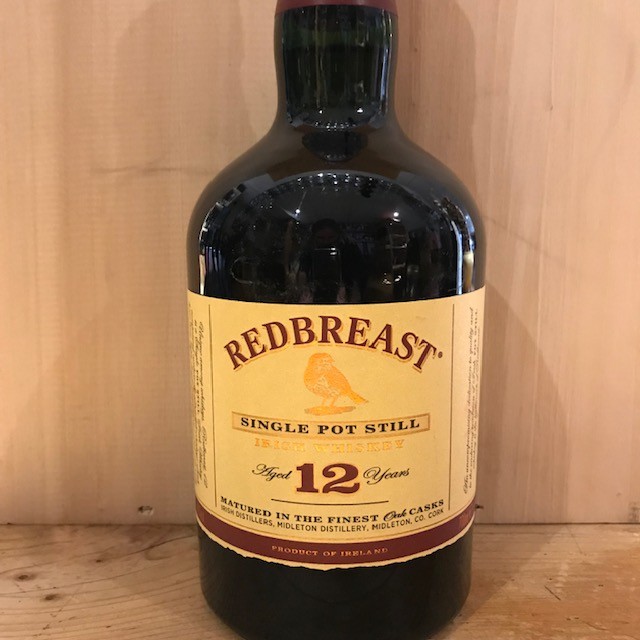 REDBREAST®
SINGLE POT STILL
IRISH WHISKEY
Aged 12 Years
MATURED IN THE FINEST Oak CASKS
IRISH DISTILLERS, MIDLETON DISTILLERY, MIDLETON, CO. CORK
PRODUCT OF IRELAND